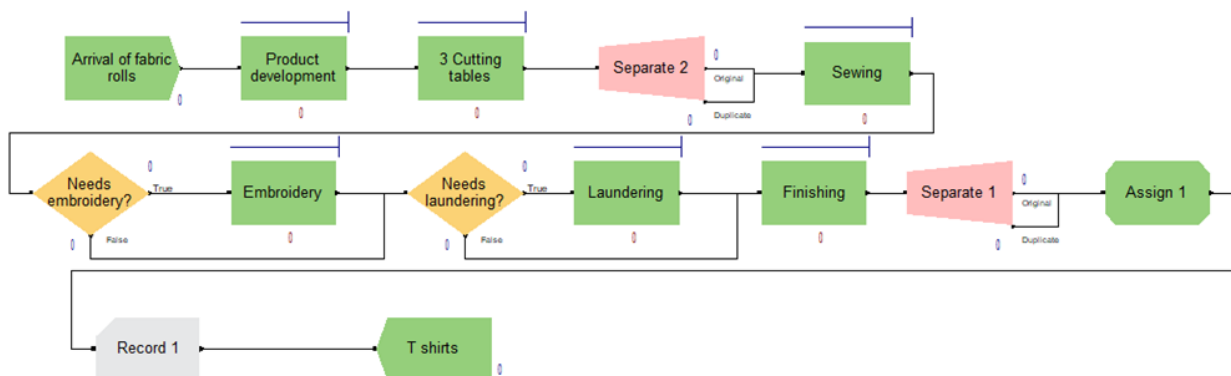 Arrival of fabric
rolls
0
Product
development
0
3 Cutting
tables
0
Separate 2
0
Original
0
Duplicate
Sewing
0
Needs
embroidery?
0
True
0
False
Embroidery
0
Needs
laundering?
0
True
0
False
Laundering
0
Finishing
0
Separate 1
0
Original
0
Duplicate
Assign 1
Record 1
T shirts
0